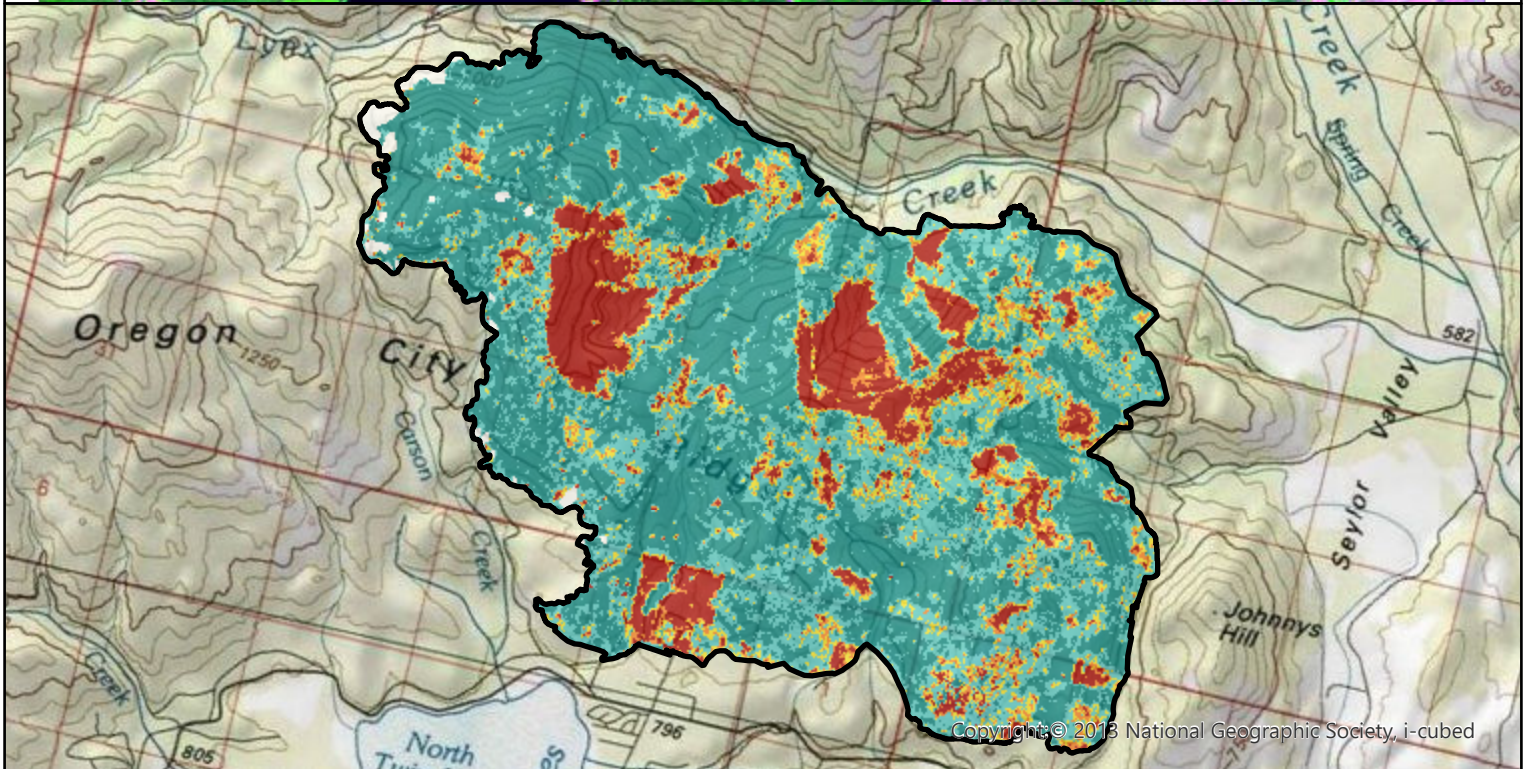 Lynx
Creek
Spring
Creek
Creek
Oregon
City
1250
582
Valley
Seylor
Carson
Creek
6
Johnnys
Hill
Creek
796
805
North
Copyright:© 2013 National Geographic Society, i-cubed